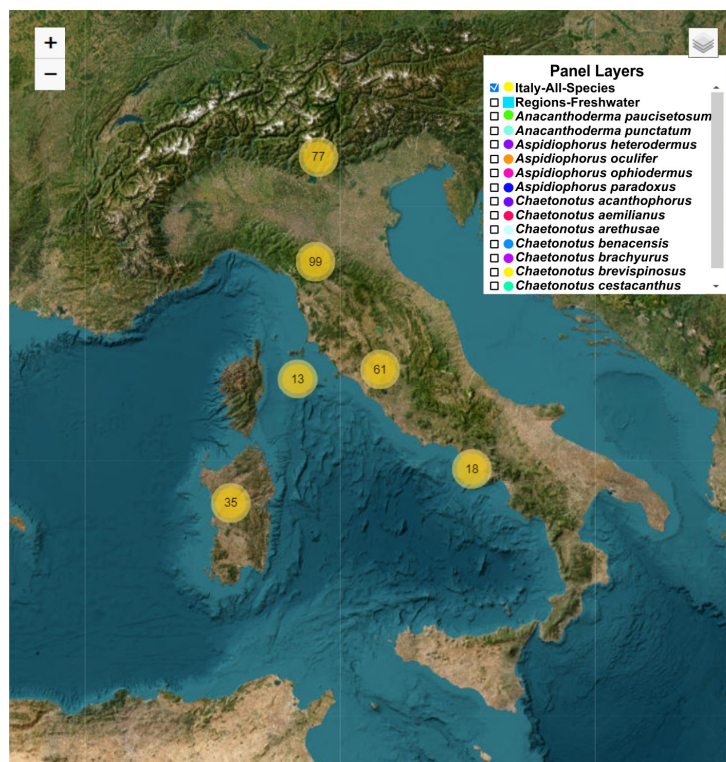 +
−
Panel Layers
Italy-All-Species
Regions-Freshwater
Anacanthoderma paucisetosum
Anacanthoderma punctatum
Aspidiophorus heterodermus
Aspidiophorus oculifer
Aspidiophorus ophiodermus
Aspidiophorus paradoxus
Chaetonotus acanthophorus
Chaetonotus aemilianus
Chaetonotus arethusae
Chaetonotus benacensis
Chaetonotus brachyurus
Chaetonotus brevispinosus
Chaetonotus cestacanthus
77
99
61
13
18
35